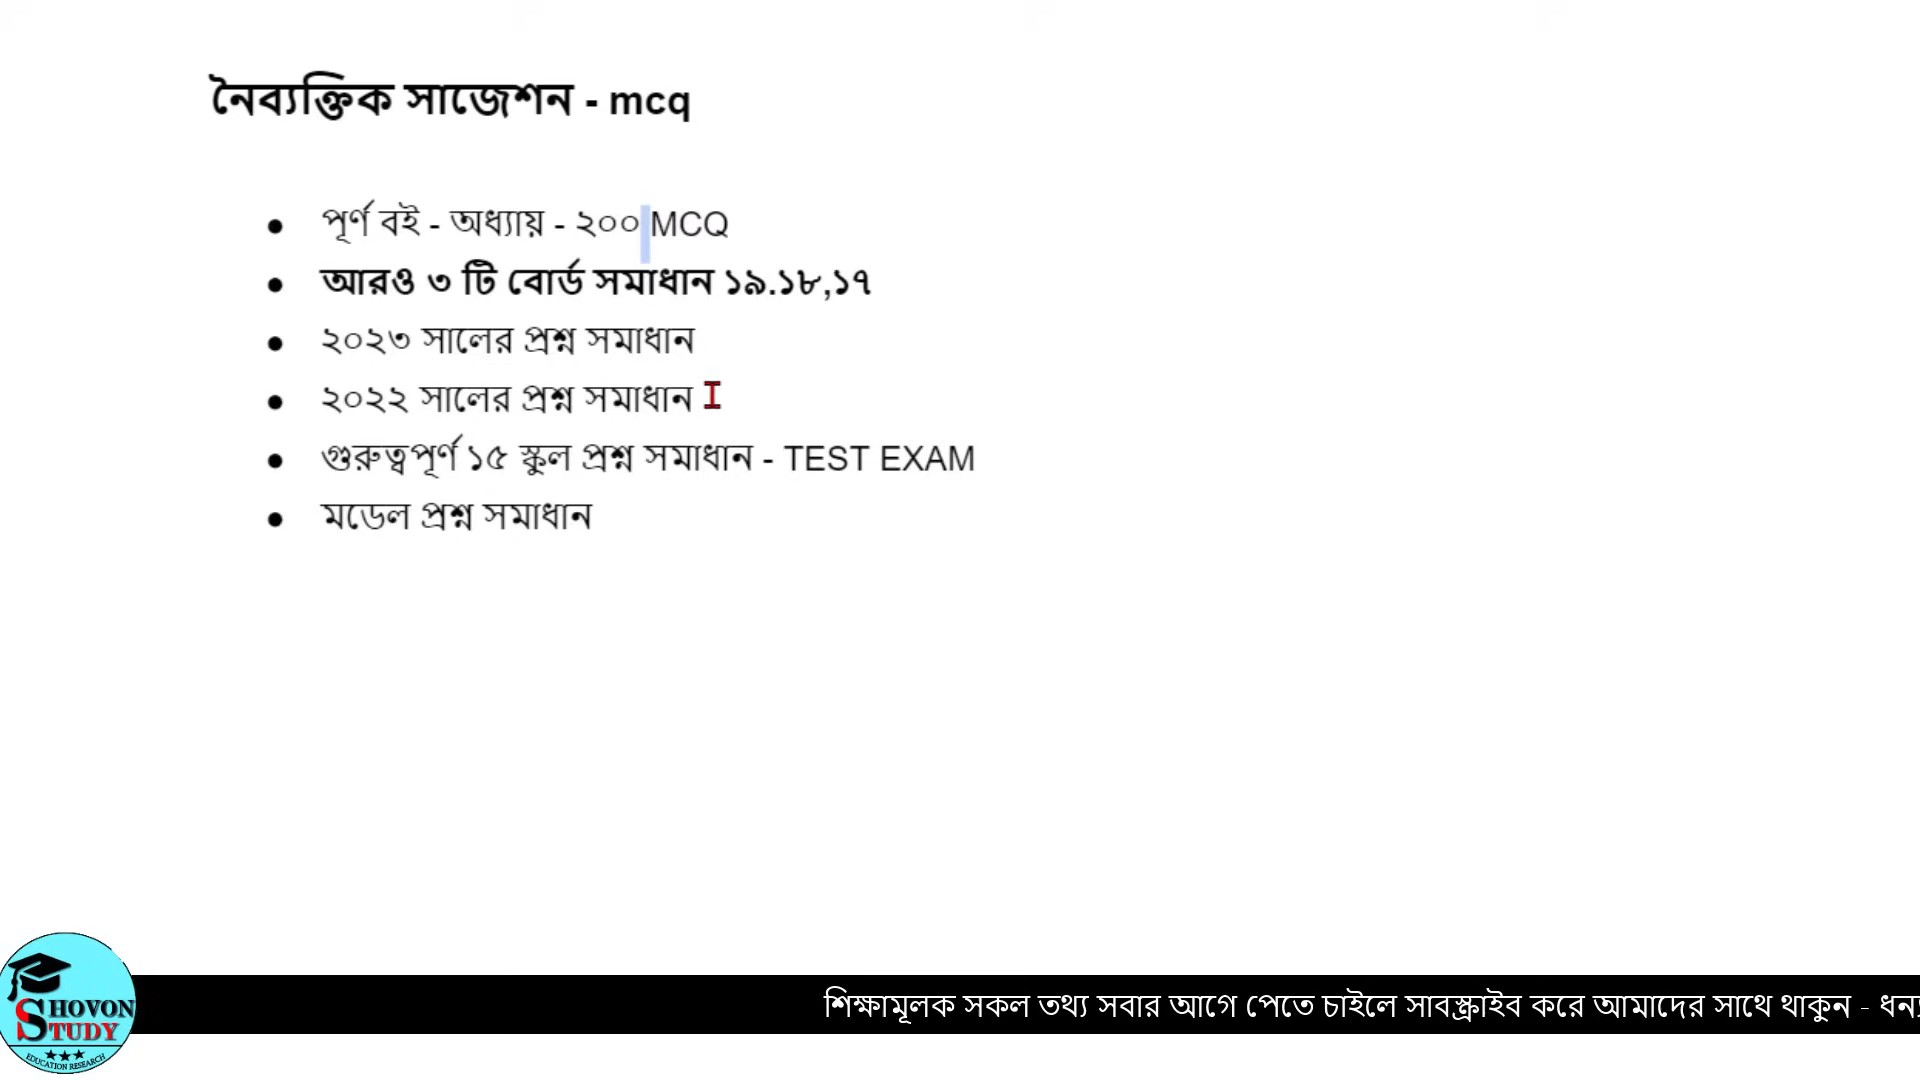 নৈব্যক্তিক সাজেশন - mcq
পূর্ণ বই - অধ্যায় - ২০০ MCQ
আরও ৩ টি বোর্ড সমাধান ১৯.১৮,১৭
২০২৩ সালের প্রশ্ন সমাধান
২০২২ সালের প্রশ্ন সমাধান
গুরুত্বপূর্ণ ১৫ স্কুল প্রশ্ন সমাধান - TEST EXAM
মডেল প্রশ্ন সমাধান
SHOVON
STUDY
EDUCATION RESEARCH
শিক্ষামূলক সকল তথ্য সবার আগে পেতে চাইলে সাবস্ক্রাইব করে আমাদের সাথে থাকুন -